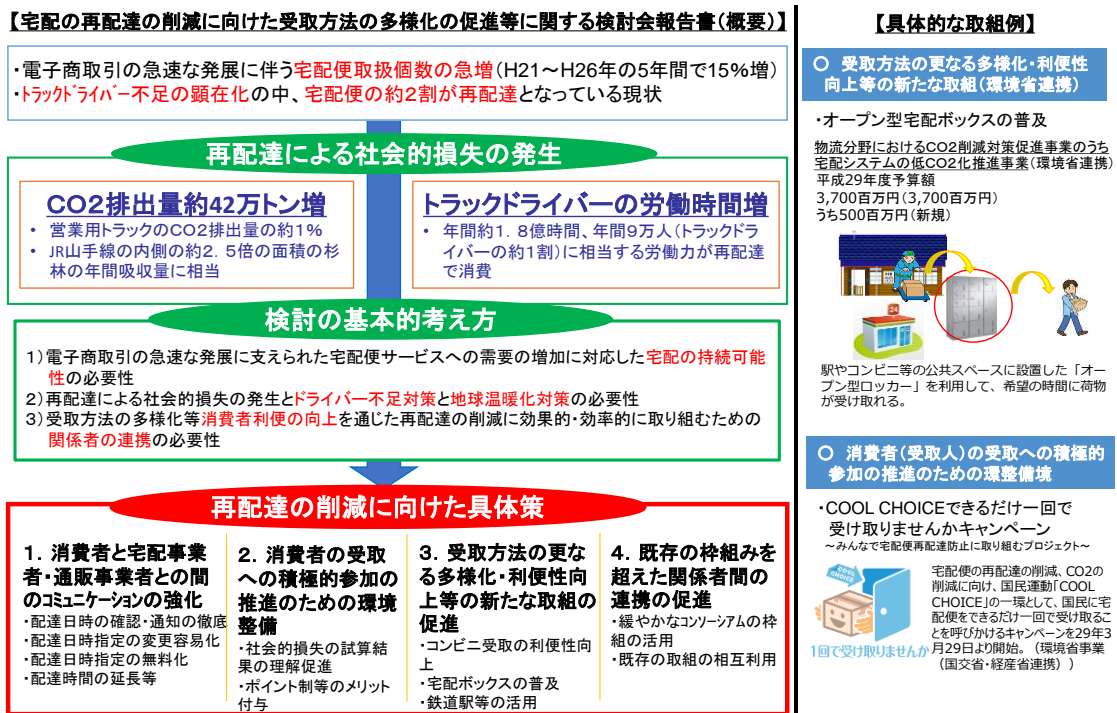 【宅配の再配達の削減に向けた受取方法の多様化の促進等に関する検討会報告書(概要)】
・電子商取引の急速な発展に伴う宅配便取扱個数の急増(H21～H26年の5年間で15%増)
・トラックドライバー不足の顕在化の中、宅配便の約2割が再配達となっている現状
再配達による社会的損失の発生
CO2排出量約42万トン増
・ 営業用トラックのCO2排出量の約1%
・ JR山手線の内側の約2.5倍の面積の杉
林の年間吸収量に相当
トラックドライバーの労働時間増
・ 年間約1.8億時間、年間9万人(トラックドラ
イバーの約1割)に相当する労働力が再配達
で消費
検討の基本的考え方
1)電子商取引の急速な発展に支えられた宅配便サービスへの需要の増加に対応した宅配の持続可能
性の必要性
2)再配達による社会的損失の発生とドライバー不足対策と地球温暖化対策の必要性
3)受取方法の多様化等消費者利便の向上を通じた再配達の削減に効果的・効率的に取り組むための
関係者の連携の必要性
再配達の削減に向けた具体策
1.消費者と宅配事業
者・通販事業者との間
のコミュニケーションの強化
・配達日時の確認・通知の徹底
・配達日時指定の変更容易化
・配達日時指定の無料化
・配達時間の延長等
2.消費者の受取
への積極的参加の
推進のための環境
整備
・社会的損失の試算結
果の理解促進
・ポイント制等のメリット
付与
3.受取方法の更な
る多様化・利便性向
上等の新たな取組の
促進
・コンビニ受取の利便性向
上
・宅配ボックスの普及
・鉄道駅等の活用
4.既存の枠組みを
超えた関係者間の
連携の促進
・緩やかなコンソーシアムの枠
組の活用
・既存の取組の相互利用
【具体的な取組例】
○ 受取方法の更なる多様化・利便性
向上等の新たな取組(環境省連携)
・オープン型宅配ボックスの普及
物流分野におけるCO2削減対策促進事業のうち
宅配システムの低CO2化推進事業(環境省連携)
平成29年度予算額
3,700百万円(3,700百万円)
うち500百万円(新規)
駅やコンビニ等の公共スペースに設置した「オー
プン型ロッカー」を利用して、希望の時間に荷物
が受け取れる。
○ 消費者(受取人)の受取への積極的
参加の推進のための環整備境
・COOL CHOICEできるだけ一回で
受け取りませんかキャンペーン
～みんなで宅配便再配達防止に取り組むプロジェクト～
COOL
CHOICE
1回で受け取りませんか
宅配便の再配達の削減、CO2の
削減に向け、国民運動「COOL
CHOICE」の一環として、国民に宅
配便をできるだけ一回で受け取るこ
とを呼びかけるキャンペーンを29年3
月29日より開始。(環境省事業
(国交省・経産省連携))